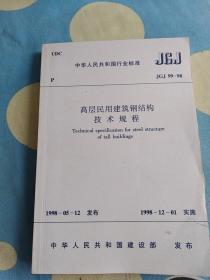 UDC
中华人民共和国行业标准
JGJ
P
JGJ 99-98
高层民用建筑钢结构
技术规程
Technical specification for steel structure
of tall buildings
1998-05-12 发布
1998-12-01 实施
中华人民共和国建设部 发布